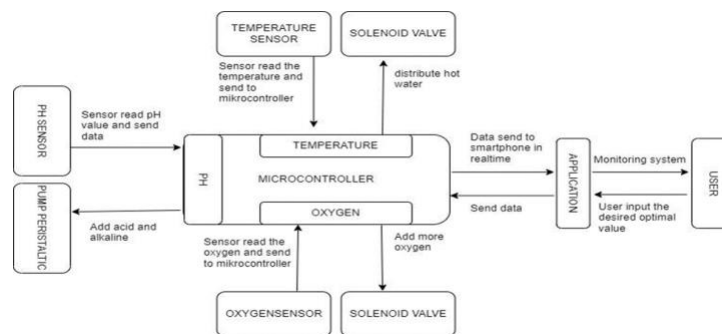 TEMPERATURE
SENSOR
SOLENOID VALVE
Sensor read the
temperature and
send to
mikrocontroller
distribute hot
water
PH SENSOR
Sensor read pH
value and send
data
TEMPERATURE
PH
MICROCONTROLLER
OXYGEN
Data send to
smartphone in
realtime
Send data
APPLICATION
Monitoring system
User input the
desired optimal
value
USER
PUMP PERISTALTIC
Add acid and
alkaline
Sensor read the
oxygen and send
to mikrocontroller
Add more
oxygen
OXYGENSENSOR
SOLENOID VALVE